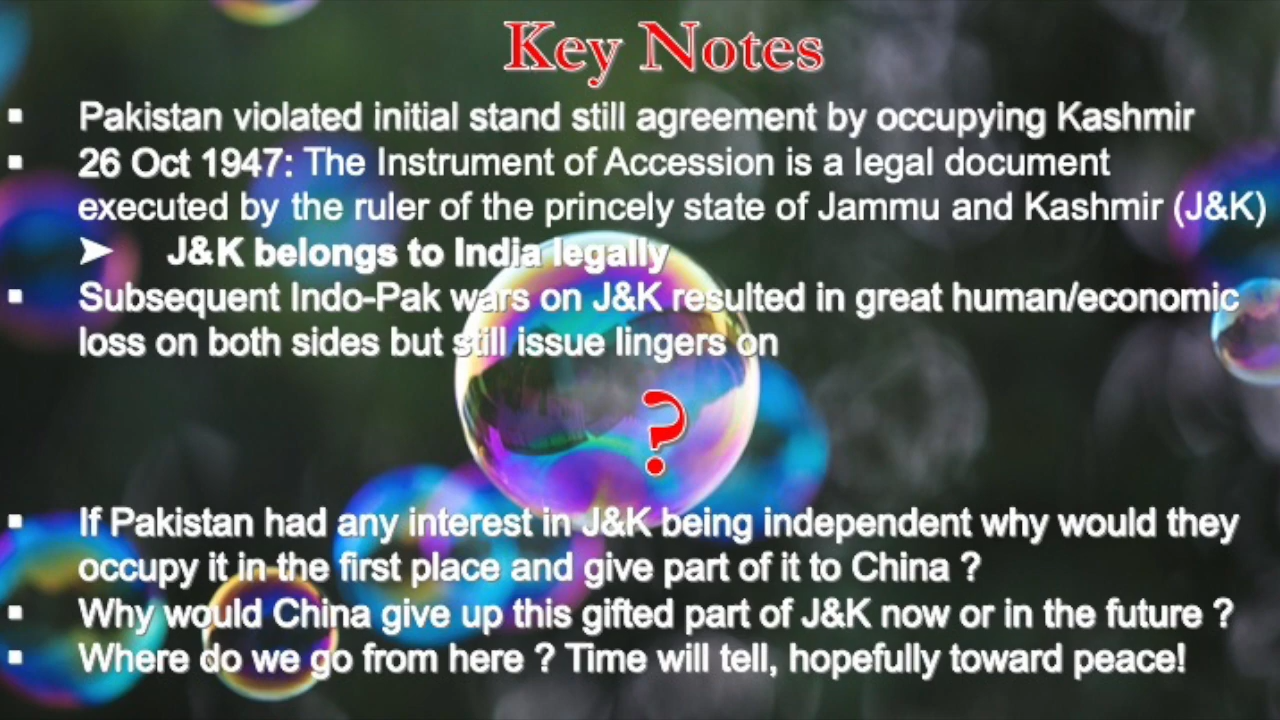 Key Notes
▪ Pakistan violated initial stand still agreement by occupying Kashmir
▪ 26 Oct 1947: The Instrument of Accession is a legal document
executed by the ruler of the princely state of Jammu and Kashmir (J&K)
➤ J&K belongs to India legally
▪ Subsequent Indo-Pak wars on J&K resulted in great human/economic
loss on both sides but still issue lingers on
?
▪ If Pakistan had any interest in J&K being independent why would they
occupy it in the first place and give part of it to China ?
▪ Why would China give up this gifted part of J&K now or in the future ?
▪ Where do we go from here ? Time will tell, hopefully toward peace!